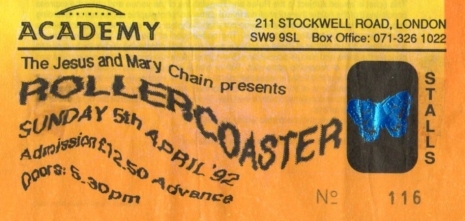 BRIXTON
ACADEMY
211 STOCKWELL ROAD, LONDON
SW9 9SL Box Office: 071-326 1022
The Jesus and Mary Chain presents
ROLLERCOASTER
SUNDAY 5th APRIL '92
Admission £12.50 Advance
Doors: 5.30pm
STALLS
Nº 116